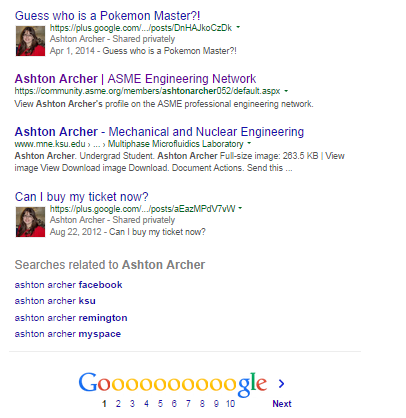 Guess who is a Pokemon Master?!
https://plus.google.com/.../posts/DnHAJkoCzDk
Ashton Archer - Shared privately
Apr 1, 2014 - Guess who is a Pokemon Master?!
Ashton Archer | ASME Engineering Network
https://community.asme.org/members/ashtonarcher052/default.aspx
View Ashton Archer's profile on the ASME professional engineering network.
Ashton Archer - Mechanical and Nuclear Engineering
www.mne.ksu.edu › ... › Multiphase Microfluidics Laboratory
Ashton Archer. Undergrad Student. Ashton Archer Full-size image: 263.5 KB | View
image View Download image Download. Document Actions. Send this ...
Can I buy my ticket now?
https://plus.google.com/.../posts/aEazMPdV7vW
Ashton Archer - Shared privately
Aug 22, 2012 - Can I buy my ticket now?
Searches related to Ashton Archer
ashton archer facebook
ashton archer ksu
ashton archer remington
ashton archer myspace
Goooooooooogle >
1 2 3 4 5 6 7 8 9 10 Next